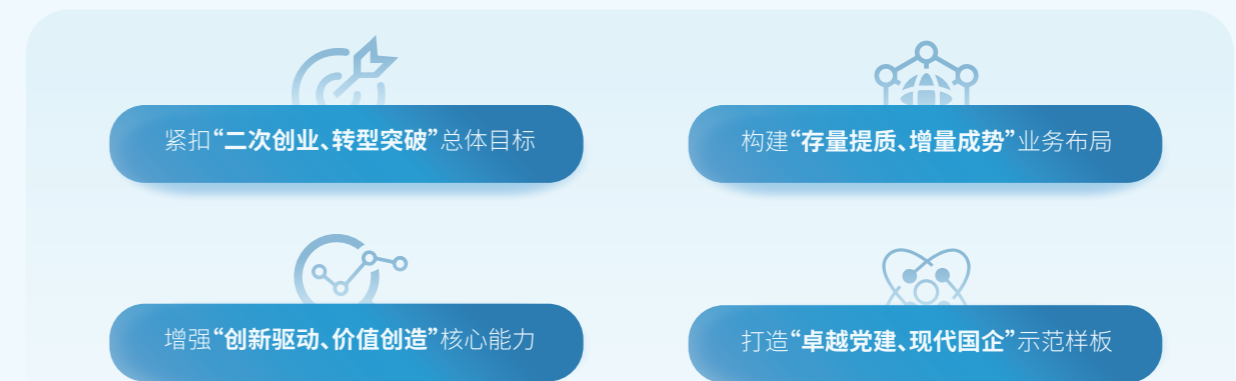 紧扣“二次创业、转型突破”总体目标
构建“存量提质、增量成势”业务布局
增强“创新驱动、价值创造”核心能力
打造“卓越党建、现代国企”示范样板